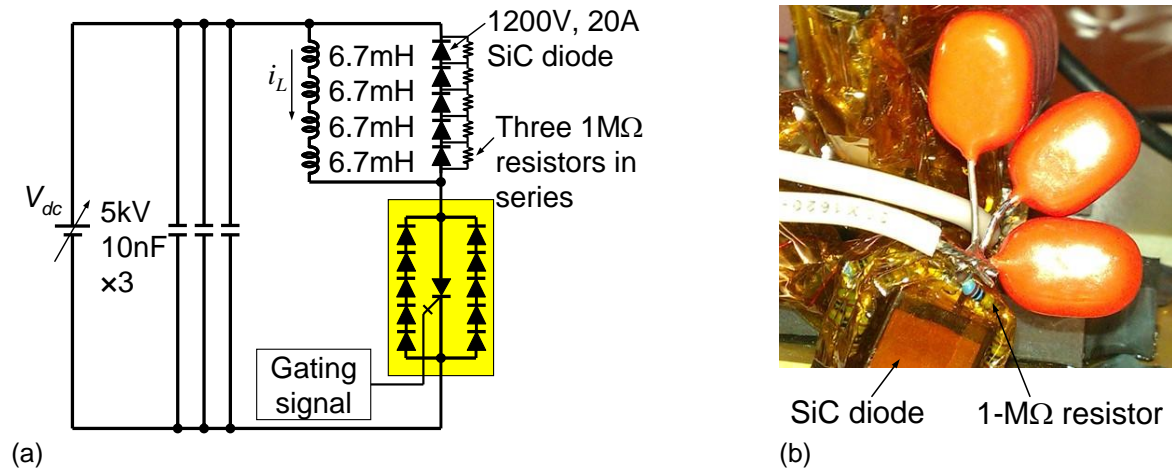 1200V, 20A
SiC diode
6.7mH
6.7mH
6.7mH
6.7mH
i_L
Three 1MΩ
resistors in
series
V_dc
5kV
10nF
×3
Gating
signal
(a)
SiC diode
1-MΩ resistor
(b)